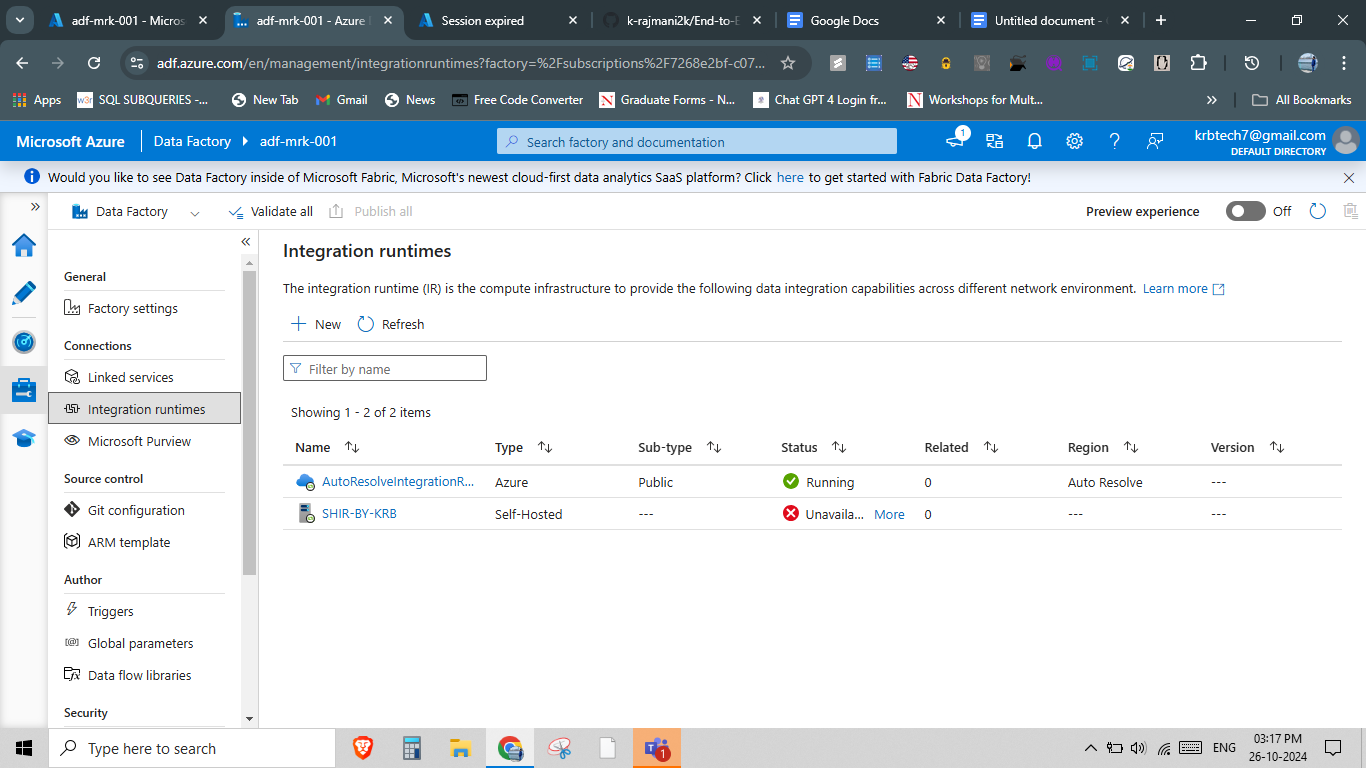 adf-mrk-001 - Micros
adf-mrk-001 - Azure
Session expired
k-rajmani2k/End-to-E
Google Docs
Untitled document -
adf.azure.com/en/management/integrationruntimes?factory=%2Fsubscriptions%2F7268e2bf-c07...
Apps
SQL SUBQUERIES -...
New Tab
Gmail
News
Free Code Converter
Graduate Forms - N...
Chat GPT 4 Login fr...
Workshops for Mult...
All Bookmarks
Microsoft Azure
Data Factory
adf-mrk-001
Search factory and documentation
1
krbtech7@gmail.com
DEFAULT DIRECTORY
Would you like to see Data Factory inside of Microsoft Fabric, Microsoft's newest cloud-first data analytics SaaS platform? Click here to get started with Fabric Data Factory!
Data Factory
Validate all
Publish all
Preview experience
Off
General
Factory settings
Connections
Linked services
Integration runtimes
Microsoft Purview
Source control
Git configuration
ARM template
Author
Triggers
Global parameters
Data flow libraries
Security
Integration runtimes
The integration runtime (IR) is the compute infrastructure to provide the following data integration capabilities across different network environment. Learn more
New
Refresh
Filter by name
Showing 1 - 2 of 2 items
Name Type Sub-type Status Related Region Version
AutoResolveIntegrationR... Azure Public Running 0 Auto Resolve ---
SHIR-BY-KRB Self-Hosted --- Unavaila... More 0 --- ---
Type here to search
1
ENG
03:17 PM
26-10-2024